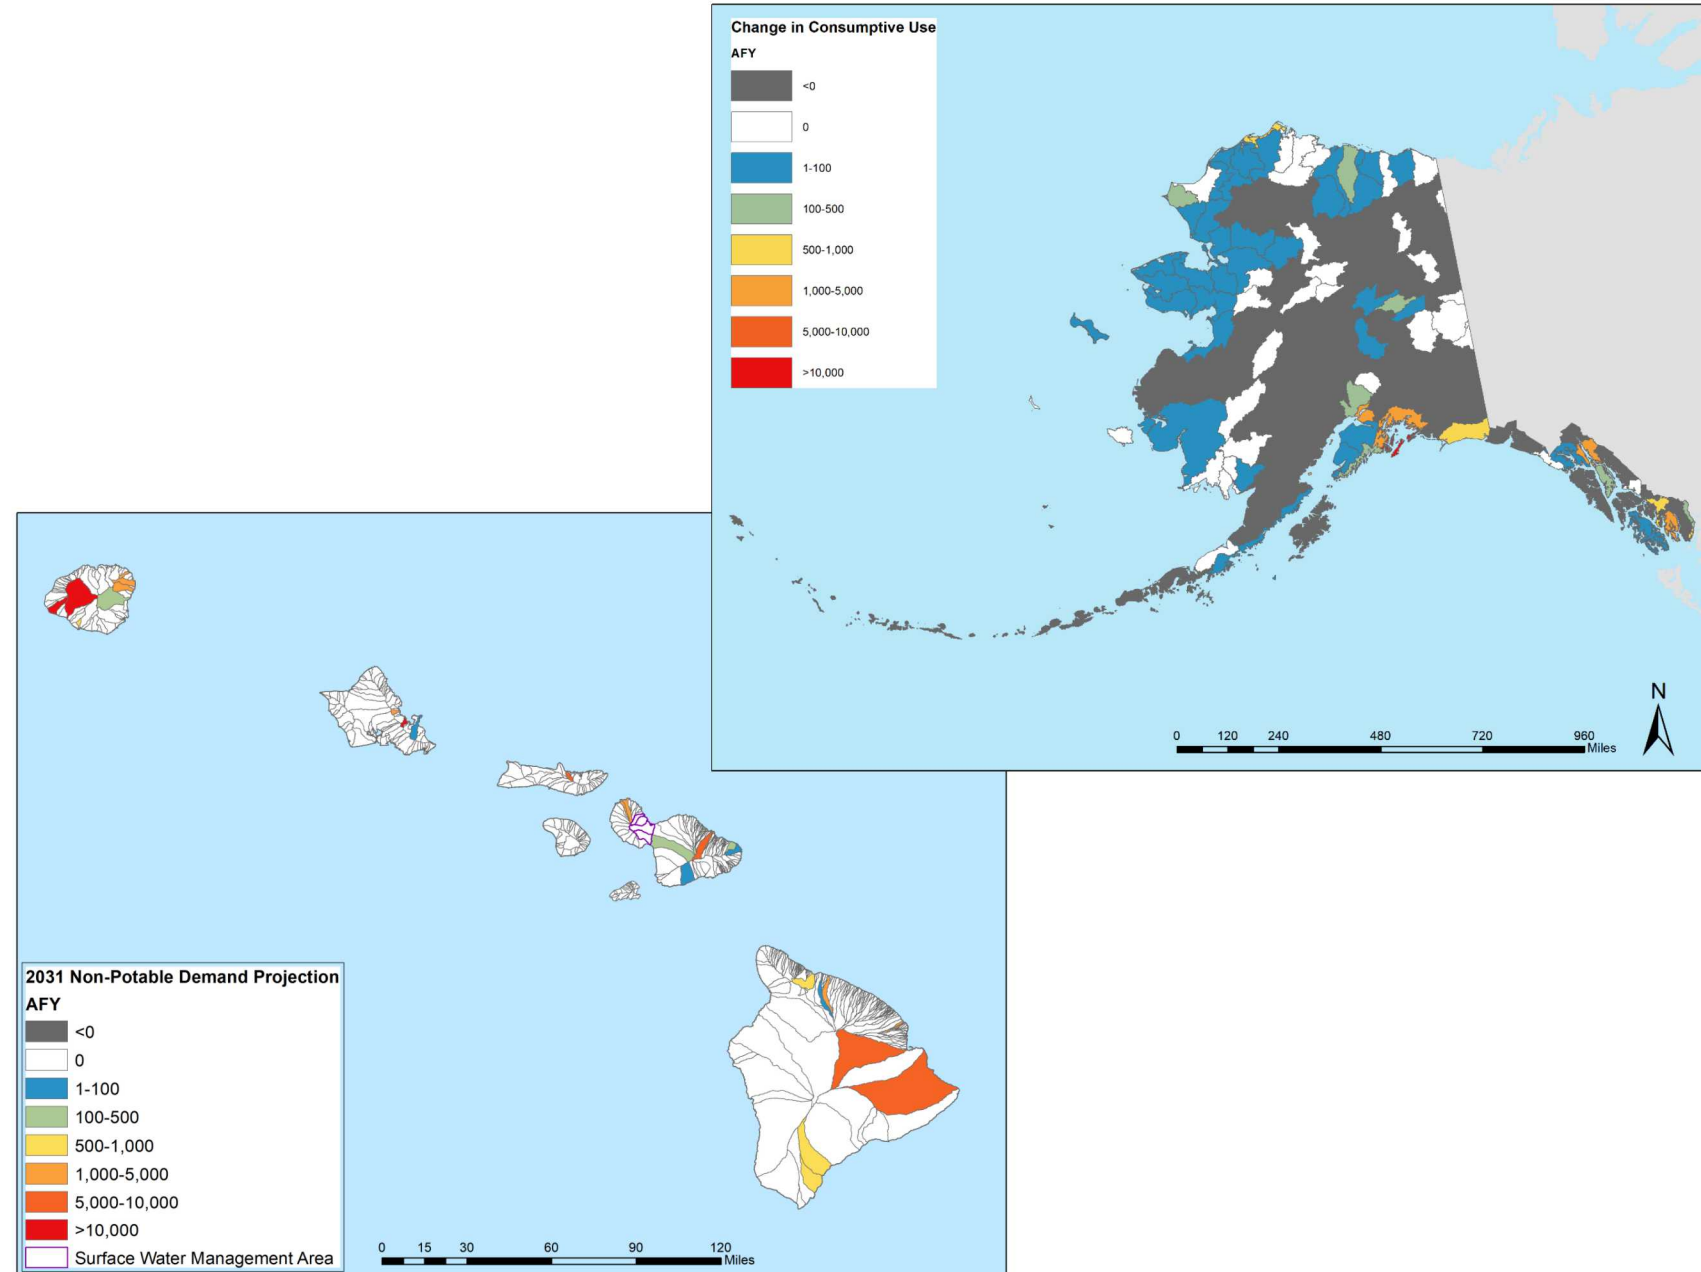 Change in Consumptive Use
AFY
<0
0
1-100
100-500
500-1,000
1,000-5,000
5,000-10,000
>10,000
N
0 120 240 480 720 960
Miles
2031 Non-Potable Demand Projection
AFY
<0
0
1-100
100-500
500-1,000
1,000-5,000
5,000-10,000
>10,000
Surface Water Management Area
0 15 30 60 90 120
Miles